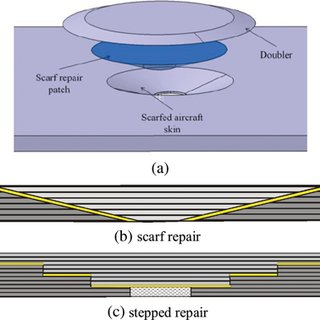 Doubler
Scarf repair
patch
Scarfed aircraft
skin
(a)
(b) scarf repair
(c) stepped repair